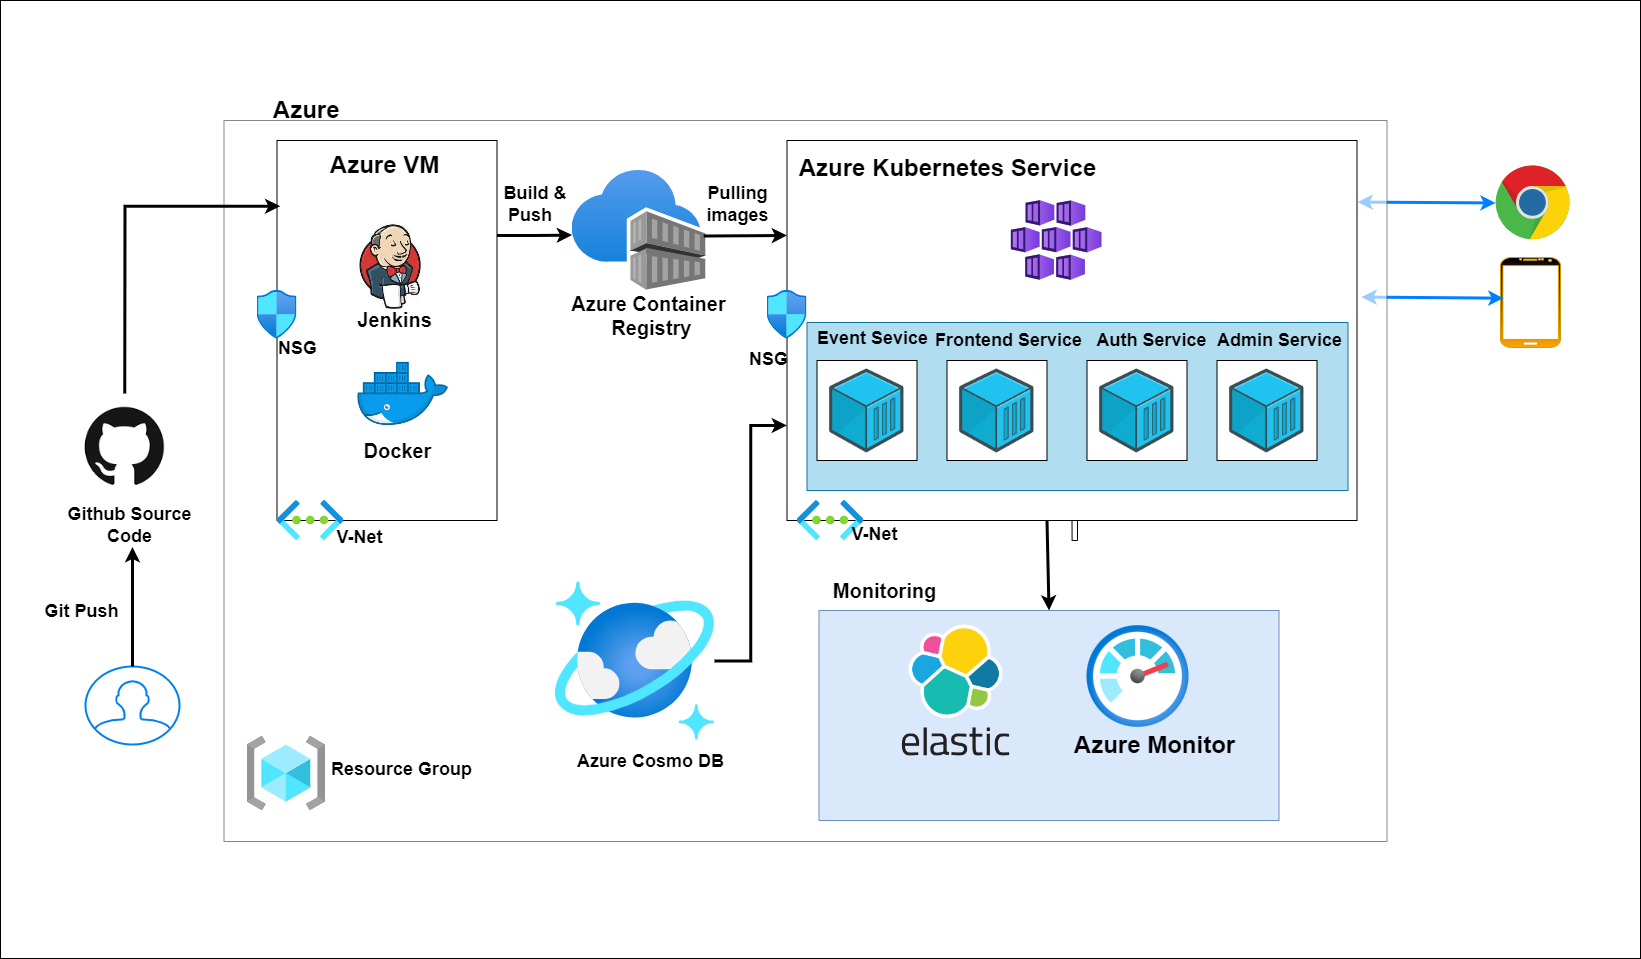 Azure
Azure VM
Jenkins
NSG
Docker
V-Net
Build &
Push
Azure Container
Registry
Pulling
images
Azure Kubernetes Service
NSG
Event Sevice
Frontend Service
Auth Service
Admin Service
V-Net
Github Source
Code
Git Push
Monitoring
elastic
Azure Monitor
Azure Cosmo DB
Resource Group